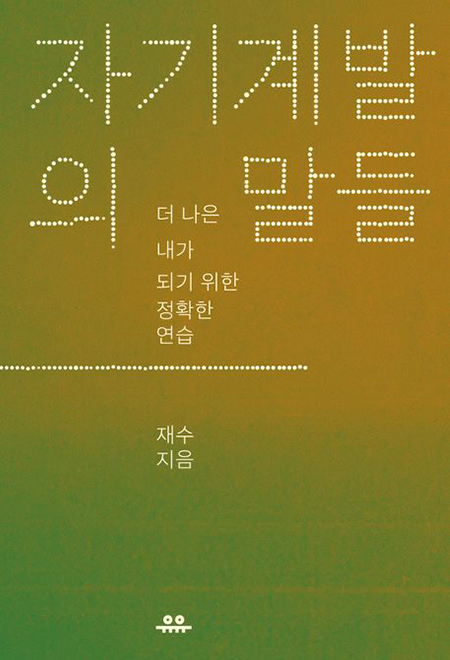 자기계발
의 말들
더 나은
내가
되기 위한
정확한
연습
재수
지음